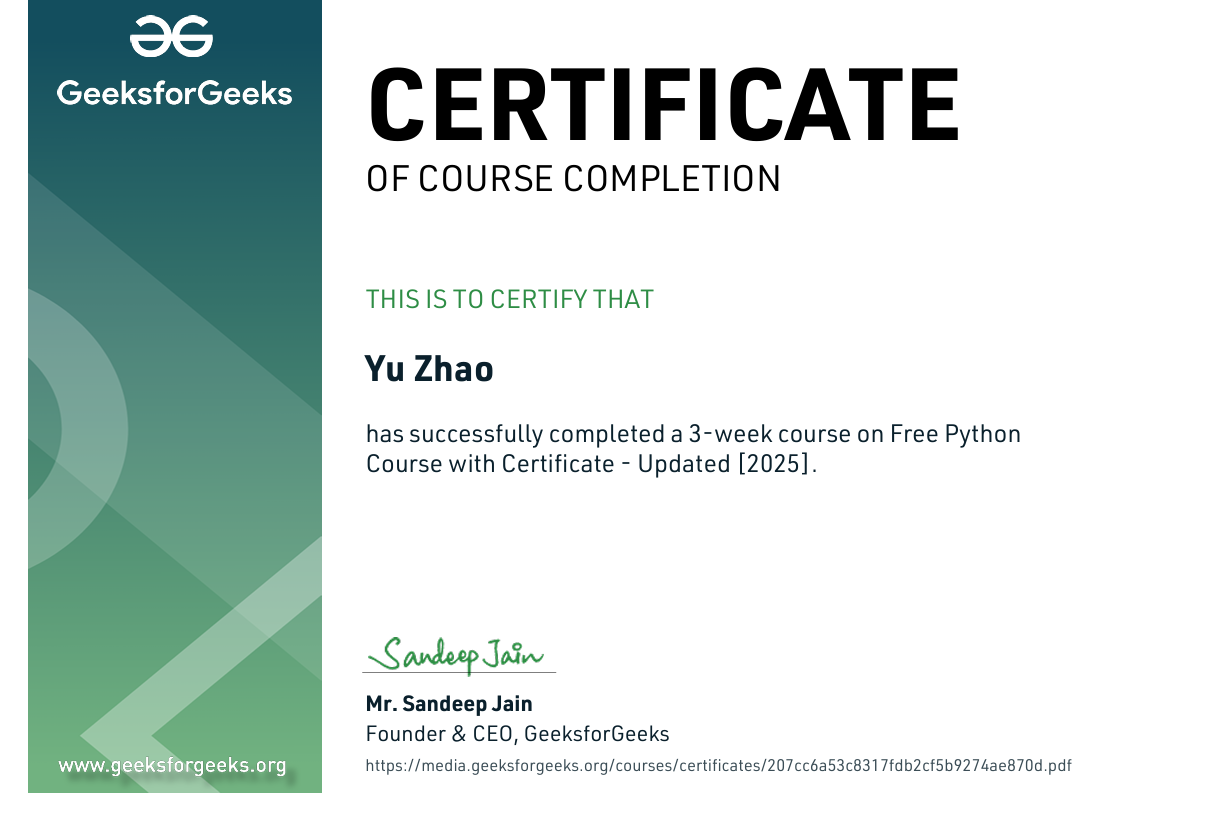 GeeksforGeeks
CERTIFICATE
OF COURSE COMPLETION
THIS IS TO CERTIFY THAT
Yu Zhao
has successfully completed a 3-week course on Free Python
Course with Certificate - Updated [2025].
Sandeep Jain
Mr. Sandeep Jain
Founder & CEO, GeeksforGeeks
https://media.geeksforgeeks.org/courses/certificates/207cc6a53c8317fdb2cf5b9274ae870d.pdf
www.geeksforgeeks.org